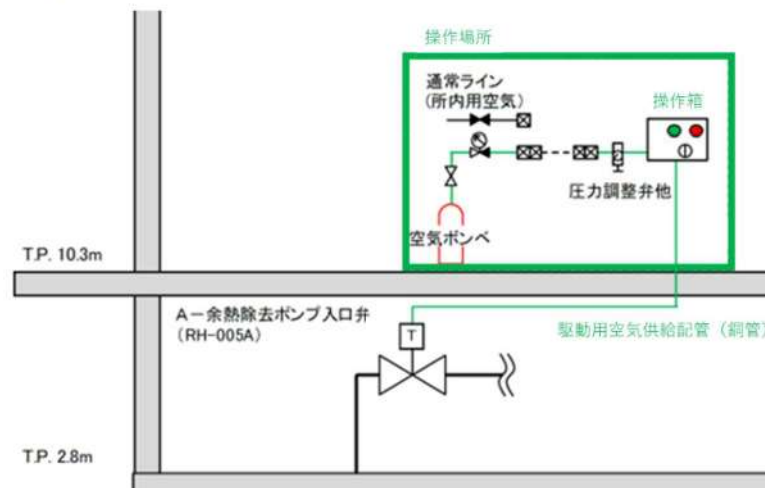 操作場所
通常ライン
(所内用空気)
操作箱
圧力調整弁他
空気ボンベ
T.P. 10.3m
A－余熱除去ポンプ入口弁
(RH-005A)
駆動用空気供給配管（銅管）
T
T.P. 2.8m